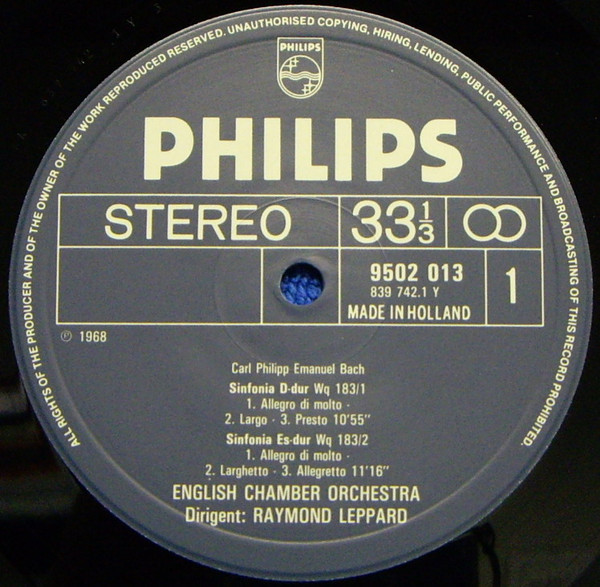 ALL RIGHTS OF THE PRODUCER AND OF THE OWNER OF THE WORK REPRODUCED RESERVED. UNAUTHORISED COPYING, HIRING, LENDING, PUBLIC PERFORMANCE AND BROADCASTING OF THIS RECORD PROHIBITED.
PHILIPS
PHILIPS
STEREO 33 1/3
9502 013 1
839 742.1 Y
MADE IN HOLLAND
℗ 1968
Carl Philipp Emanuel Bach
Sinfonia D-dur Wq 183/1
1. Allegro di molto -
2. Largo - 3. Presto 10'55"
Sinfonia Es-dur Wq 183/2
1. Allegro di molto -
2. Larghetto - 3. Allegretto 11'16"
ENGLISH CHAMBER ORCHESTRA
Dirigent: RAYMOND LEPPARD